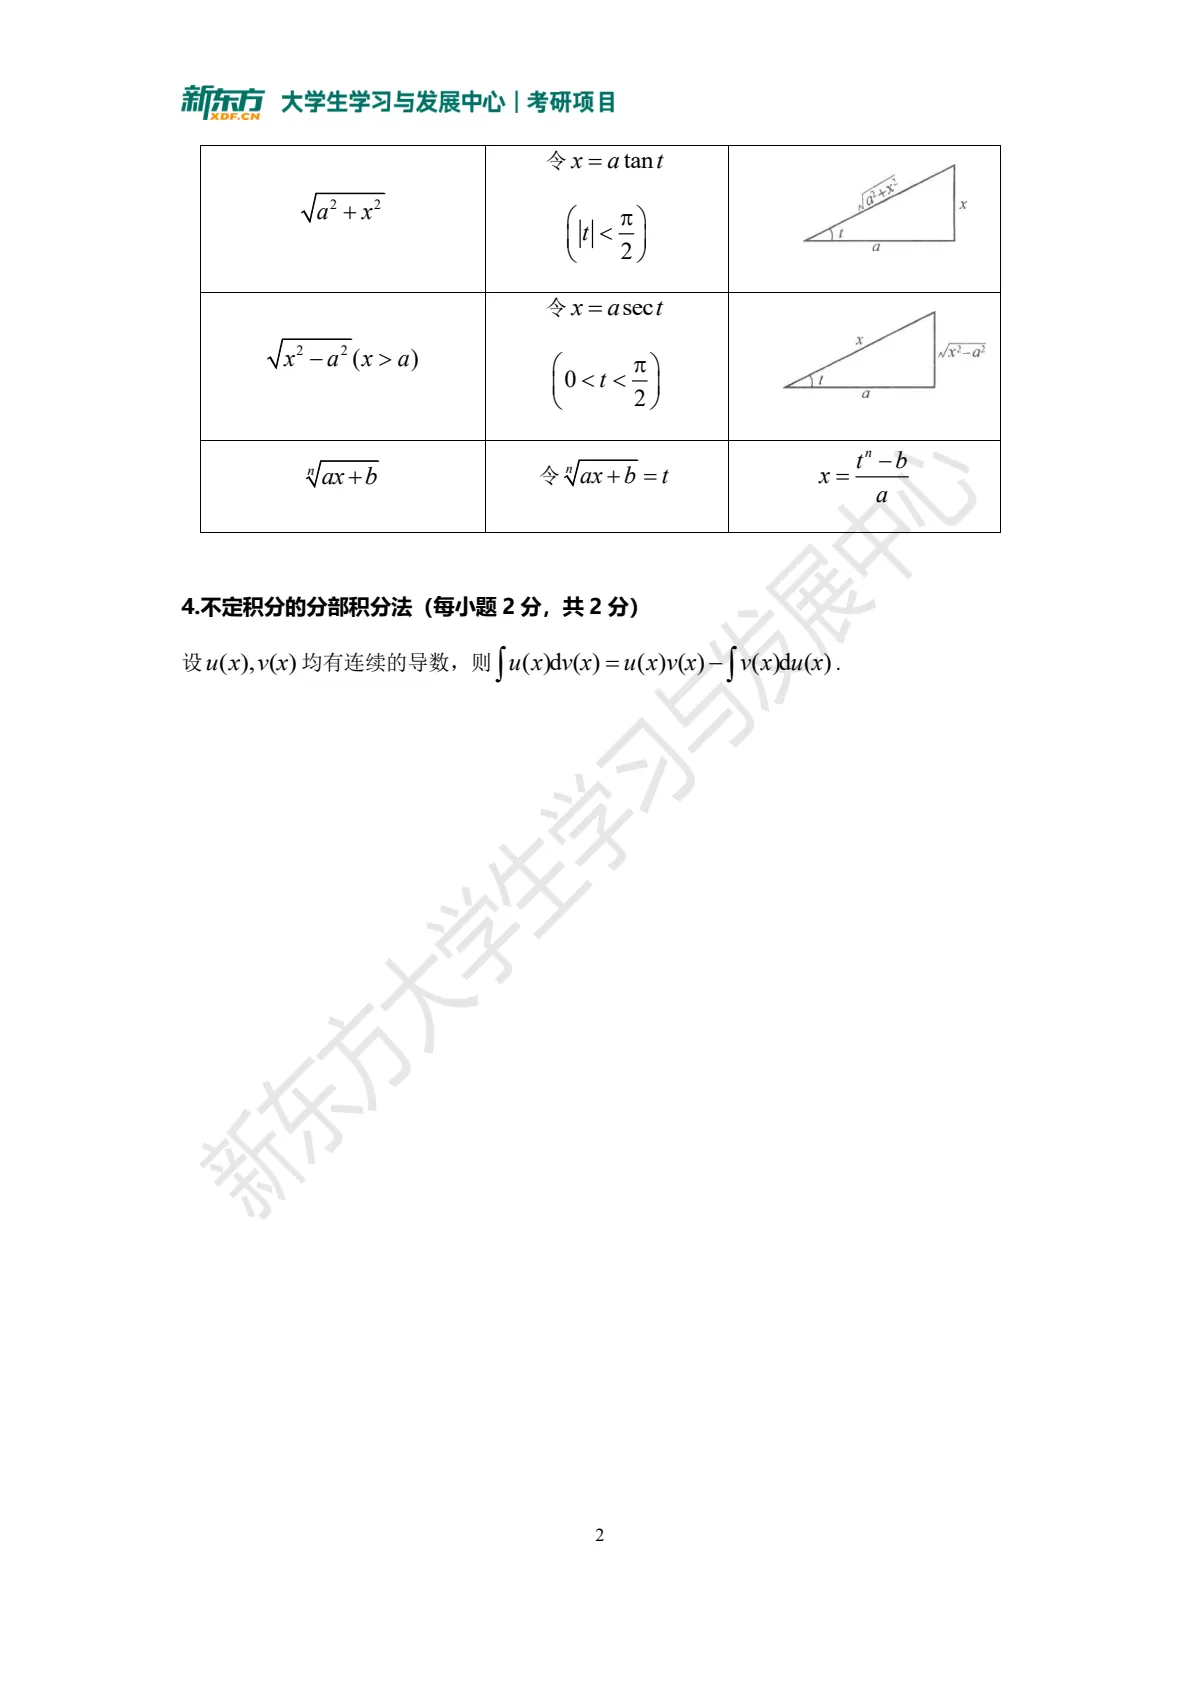 新东方 XDF.CN 大学生学习与发展中心 | 考研项目
√(a²+x²)
令 x = a tan t
(|t| < π/2)
√(a²+x²)
x
t
a
√(x²−a²) (x > a)
令 x = a sec t
(0 < t < π/2)
x
√(x²−a²)
t
a
ⁿ√(ax+b)
令 ⁿ√(ax+b) = t
x = (tⁿ − b)/a
4.不定积分的分部积分法（每小题 2 分，共 2 分）
设 u(x), v(x) 均有连续的导数，则 ∫u(x)dv(x) = u(x)v(x) − ∫v(x)du(x) .
新东方大学生学习与发展中心
2